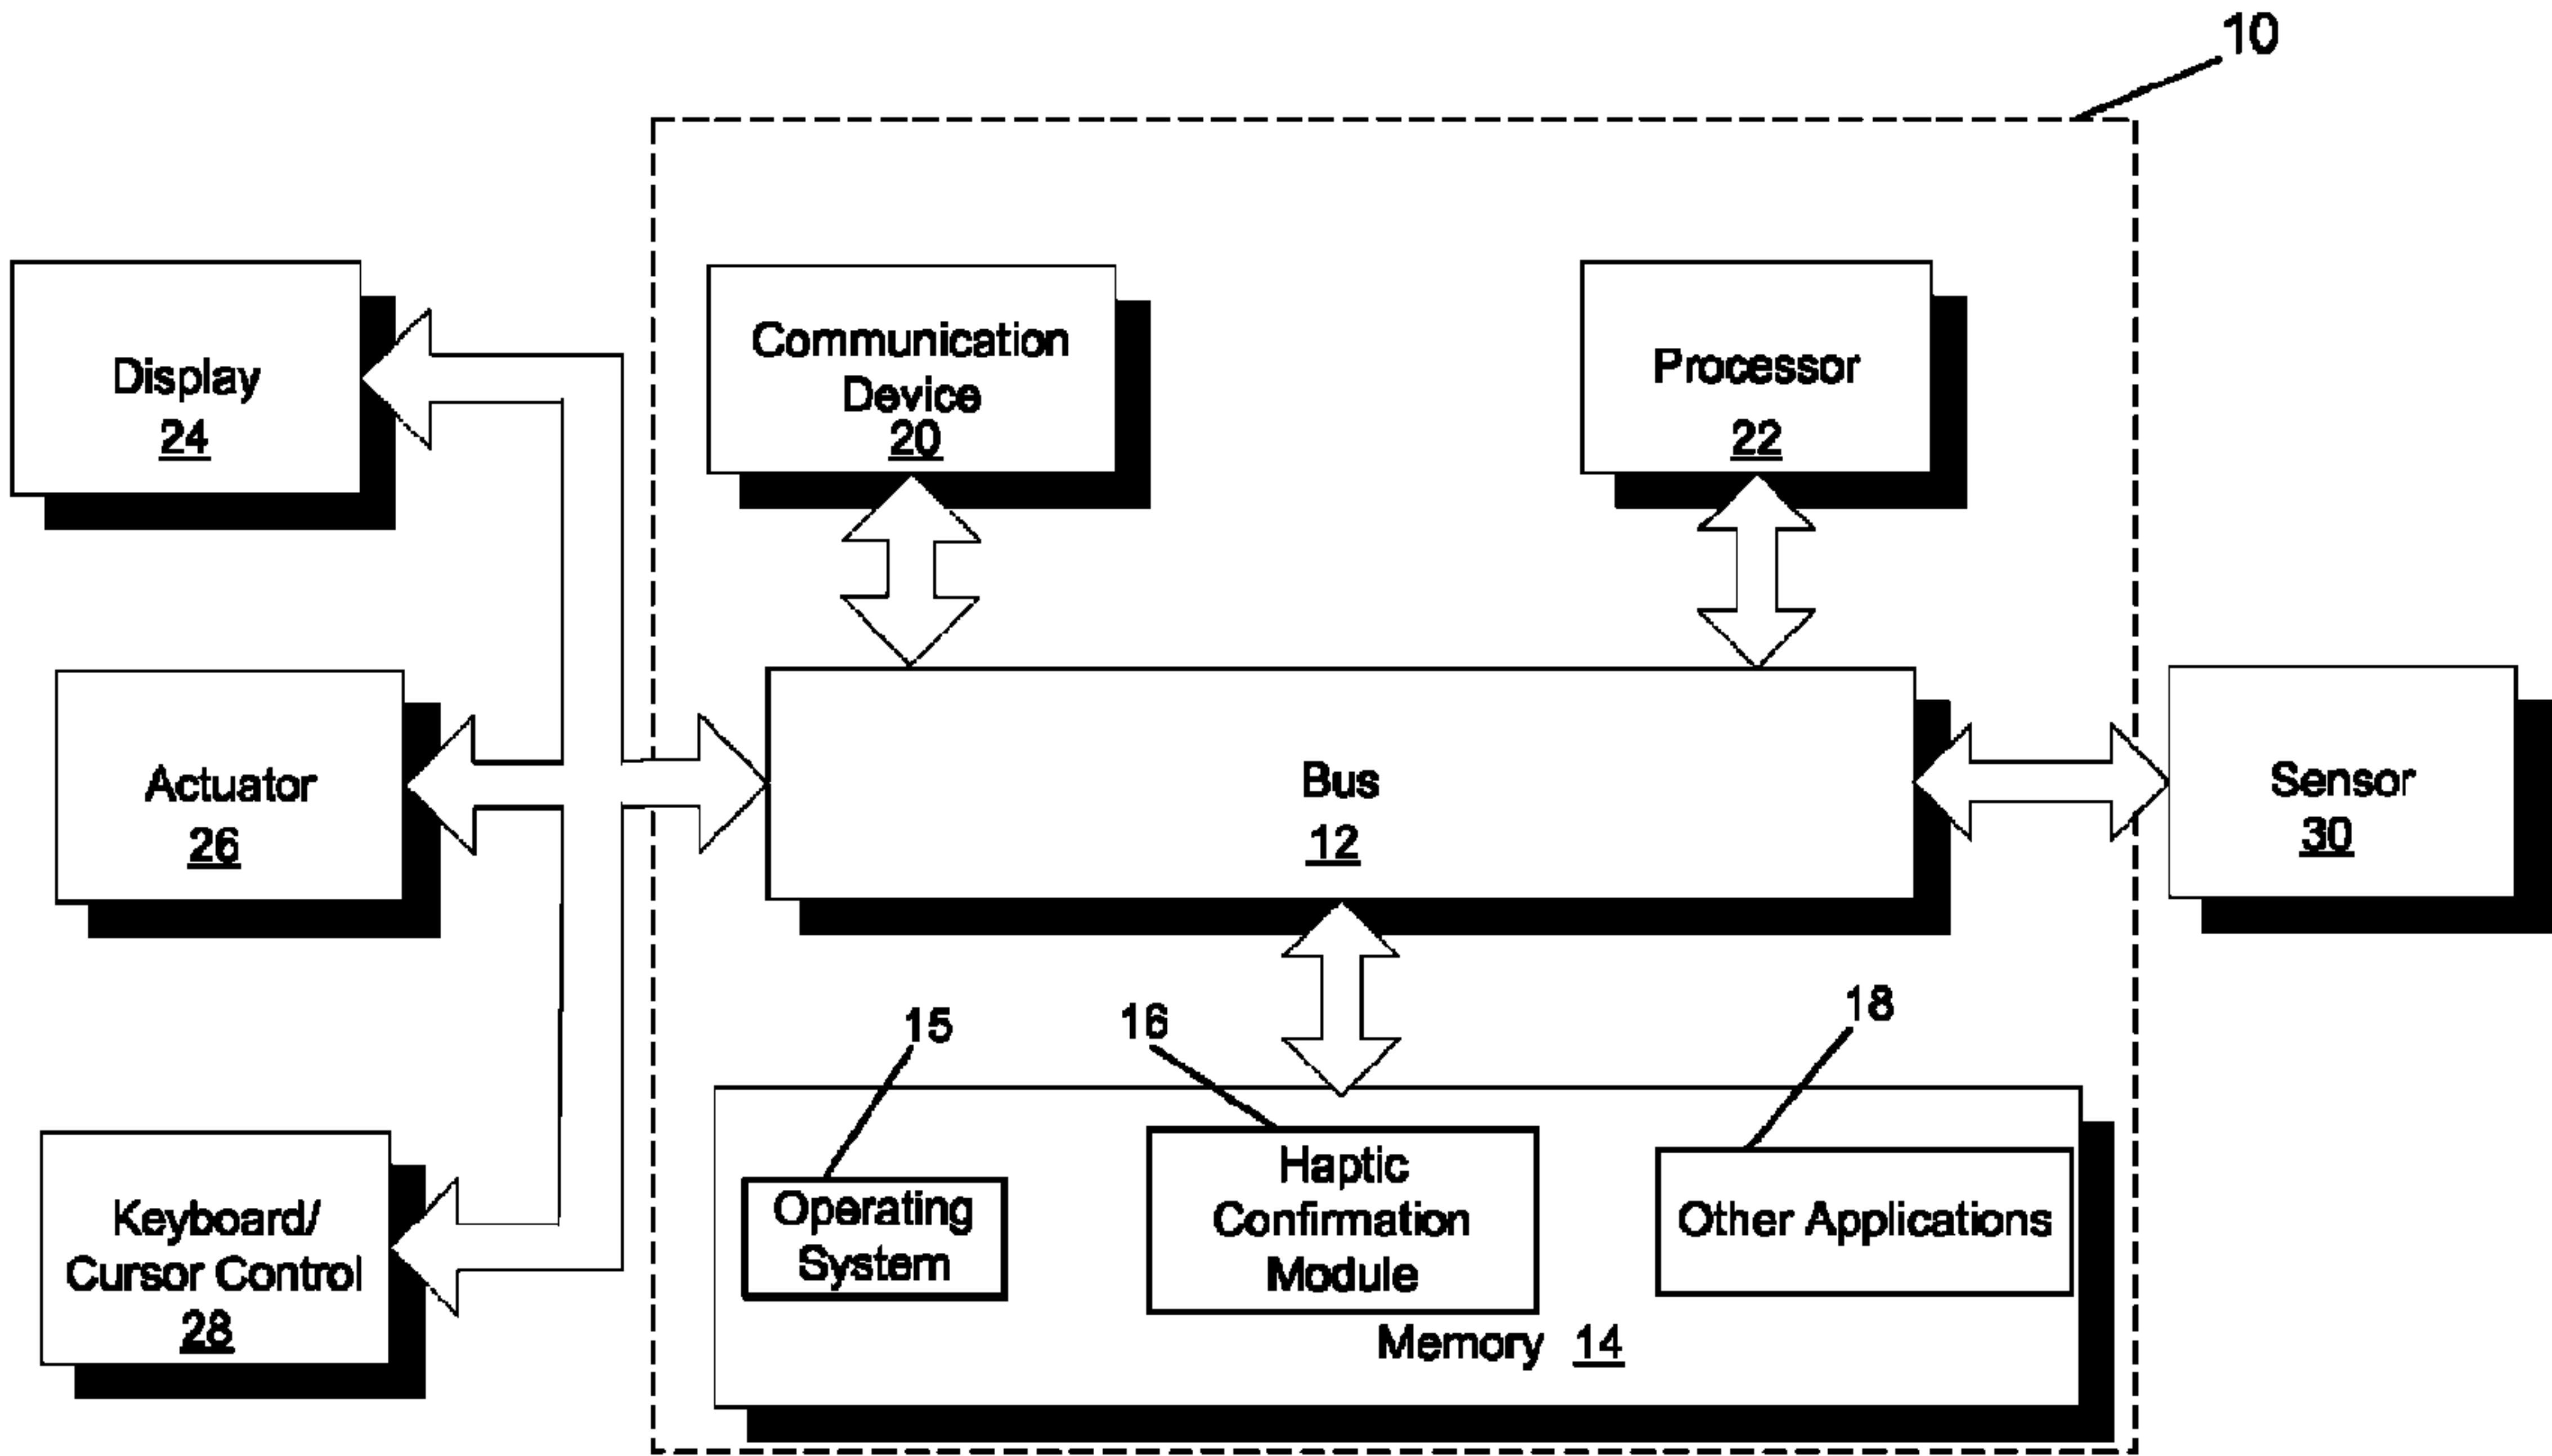 10
Display
24
Communication
Device
20
Processor
22
Actuator
26
Bus
12
Sensor
30
15
16
18
Keyboard/
Cursor Control
28
Operating
System
Haptic
Confirmation
Module
Other Applications
Memory 14